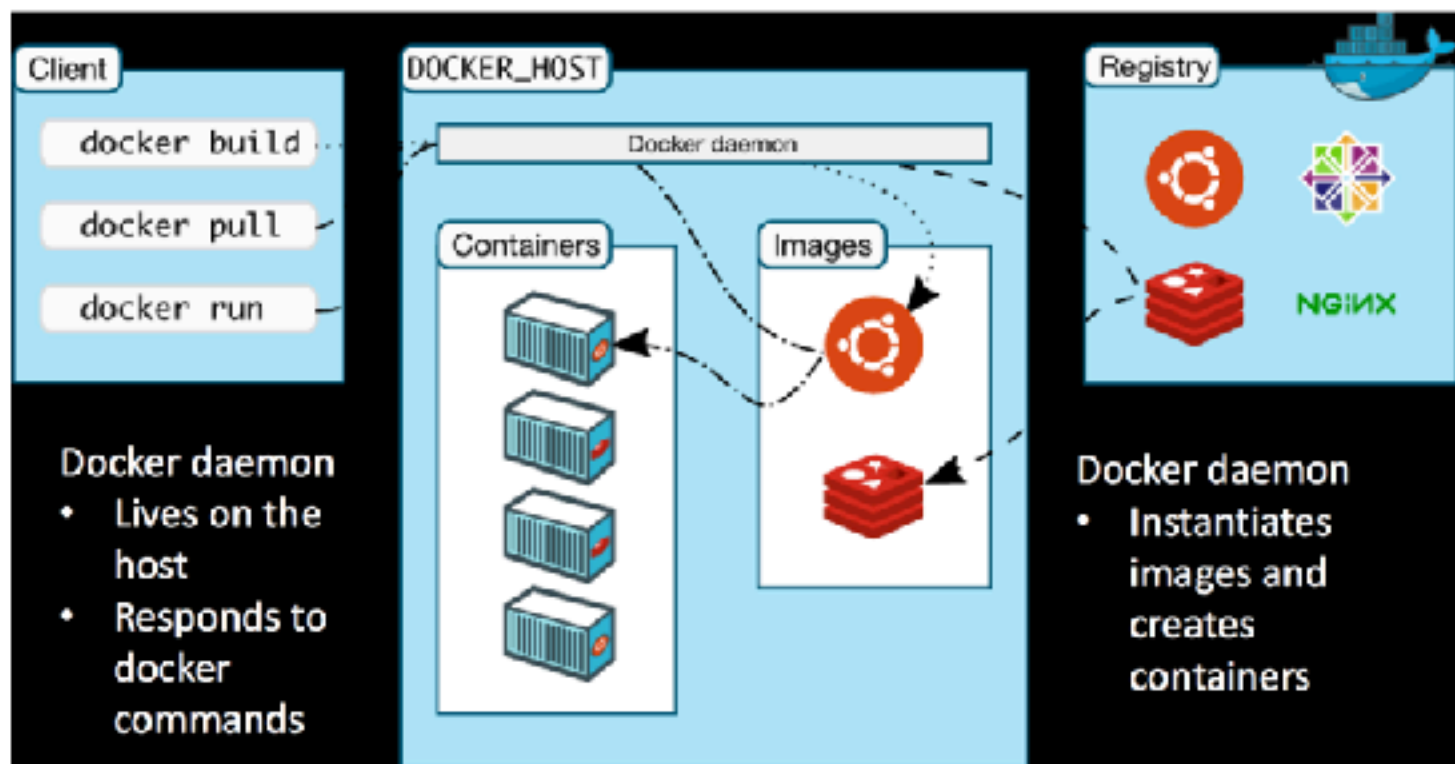 Client
docker build
docker pull
docker run
DOCKER_HOST
Docker daemon
Containers
Images
Registry
NGiNX
Docker daemon
• Lives on the
host
• Responds to
docker
commands
Docker daemon
• Instantiates
images and
creates
containers